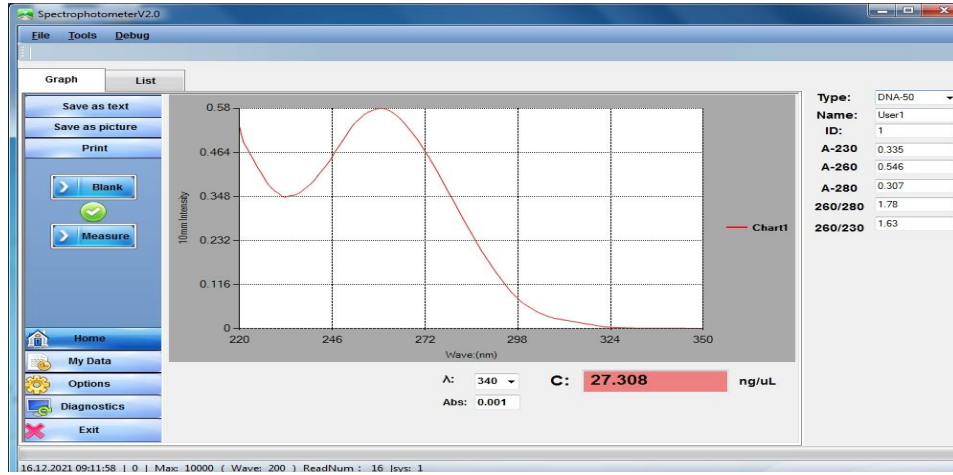 SpectrophotometerV2.0
File Tools Debug
Graph List
Save as text
Save as picture
Print
Blank
Measure
Home
My Data
Options
Diagnostics
Exit
0.58
0.464
0.348
0.232
0.116
0
10mm Intensity
220 246 272 298 324 350
Wave:(nm)
Chart1
λ: 340
Abs: 0.001
C: 27.308 ng/uL
Type: DNA-50
Name: User1
ID: 1
A-230 0.335
A-260 0.546
A-280 0.307
260/280 1.78
260/230 1.63
16.12.2021 09:11:58 | 0 | Max: 10000 ( Wave: 200 ) ReadNum : 16 |sys: 1